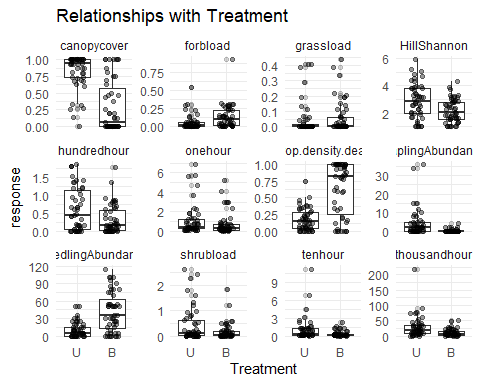 Relationships with Treatment
canopycover forbload grassload HillShannon
1.00 0.75 0.50 0.25 0.00
0.75 0.50 0.25 0.00
0.4 0.3 0.2 0.1 0.0
6 4 2
hundredhour onehour op.density.dea plingAbundan
1.5 1.0 0.5 0.0
6 4 2 0
1.00 0.75 0.50 0.25 0.00
30 20 10 0
edlingAbundar shrubload tenhour thousandhour
120 90 60 30 0
2 1 0
9 6 3 0
200 150 100 50 0
U B U B U B U B
Treatment
response